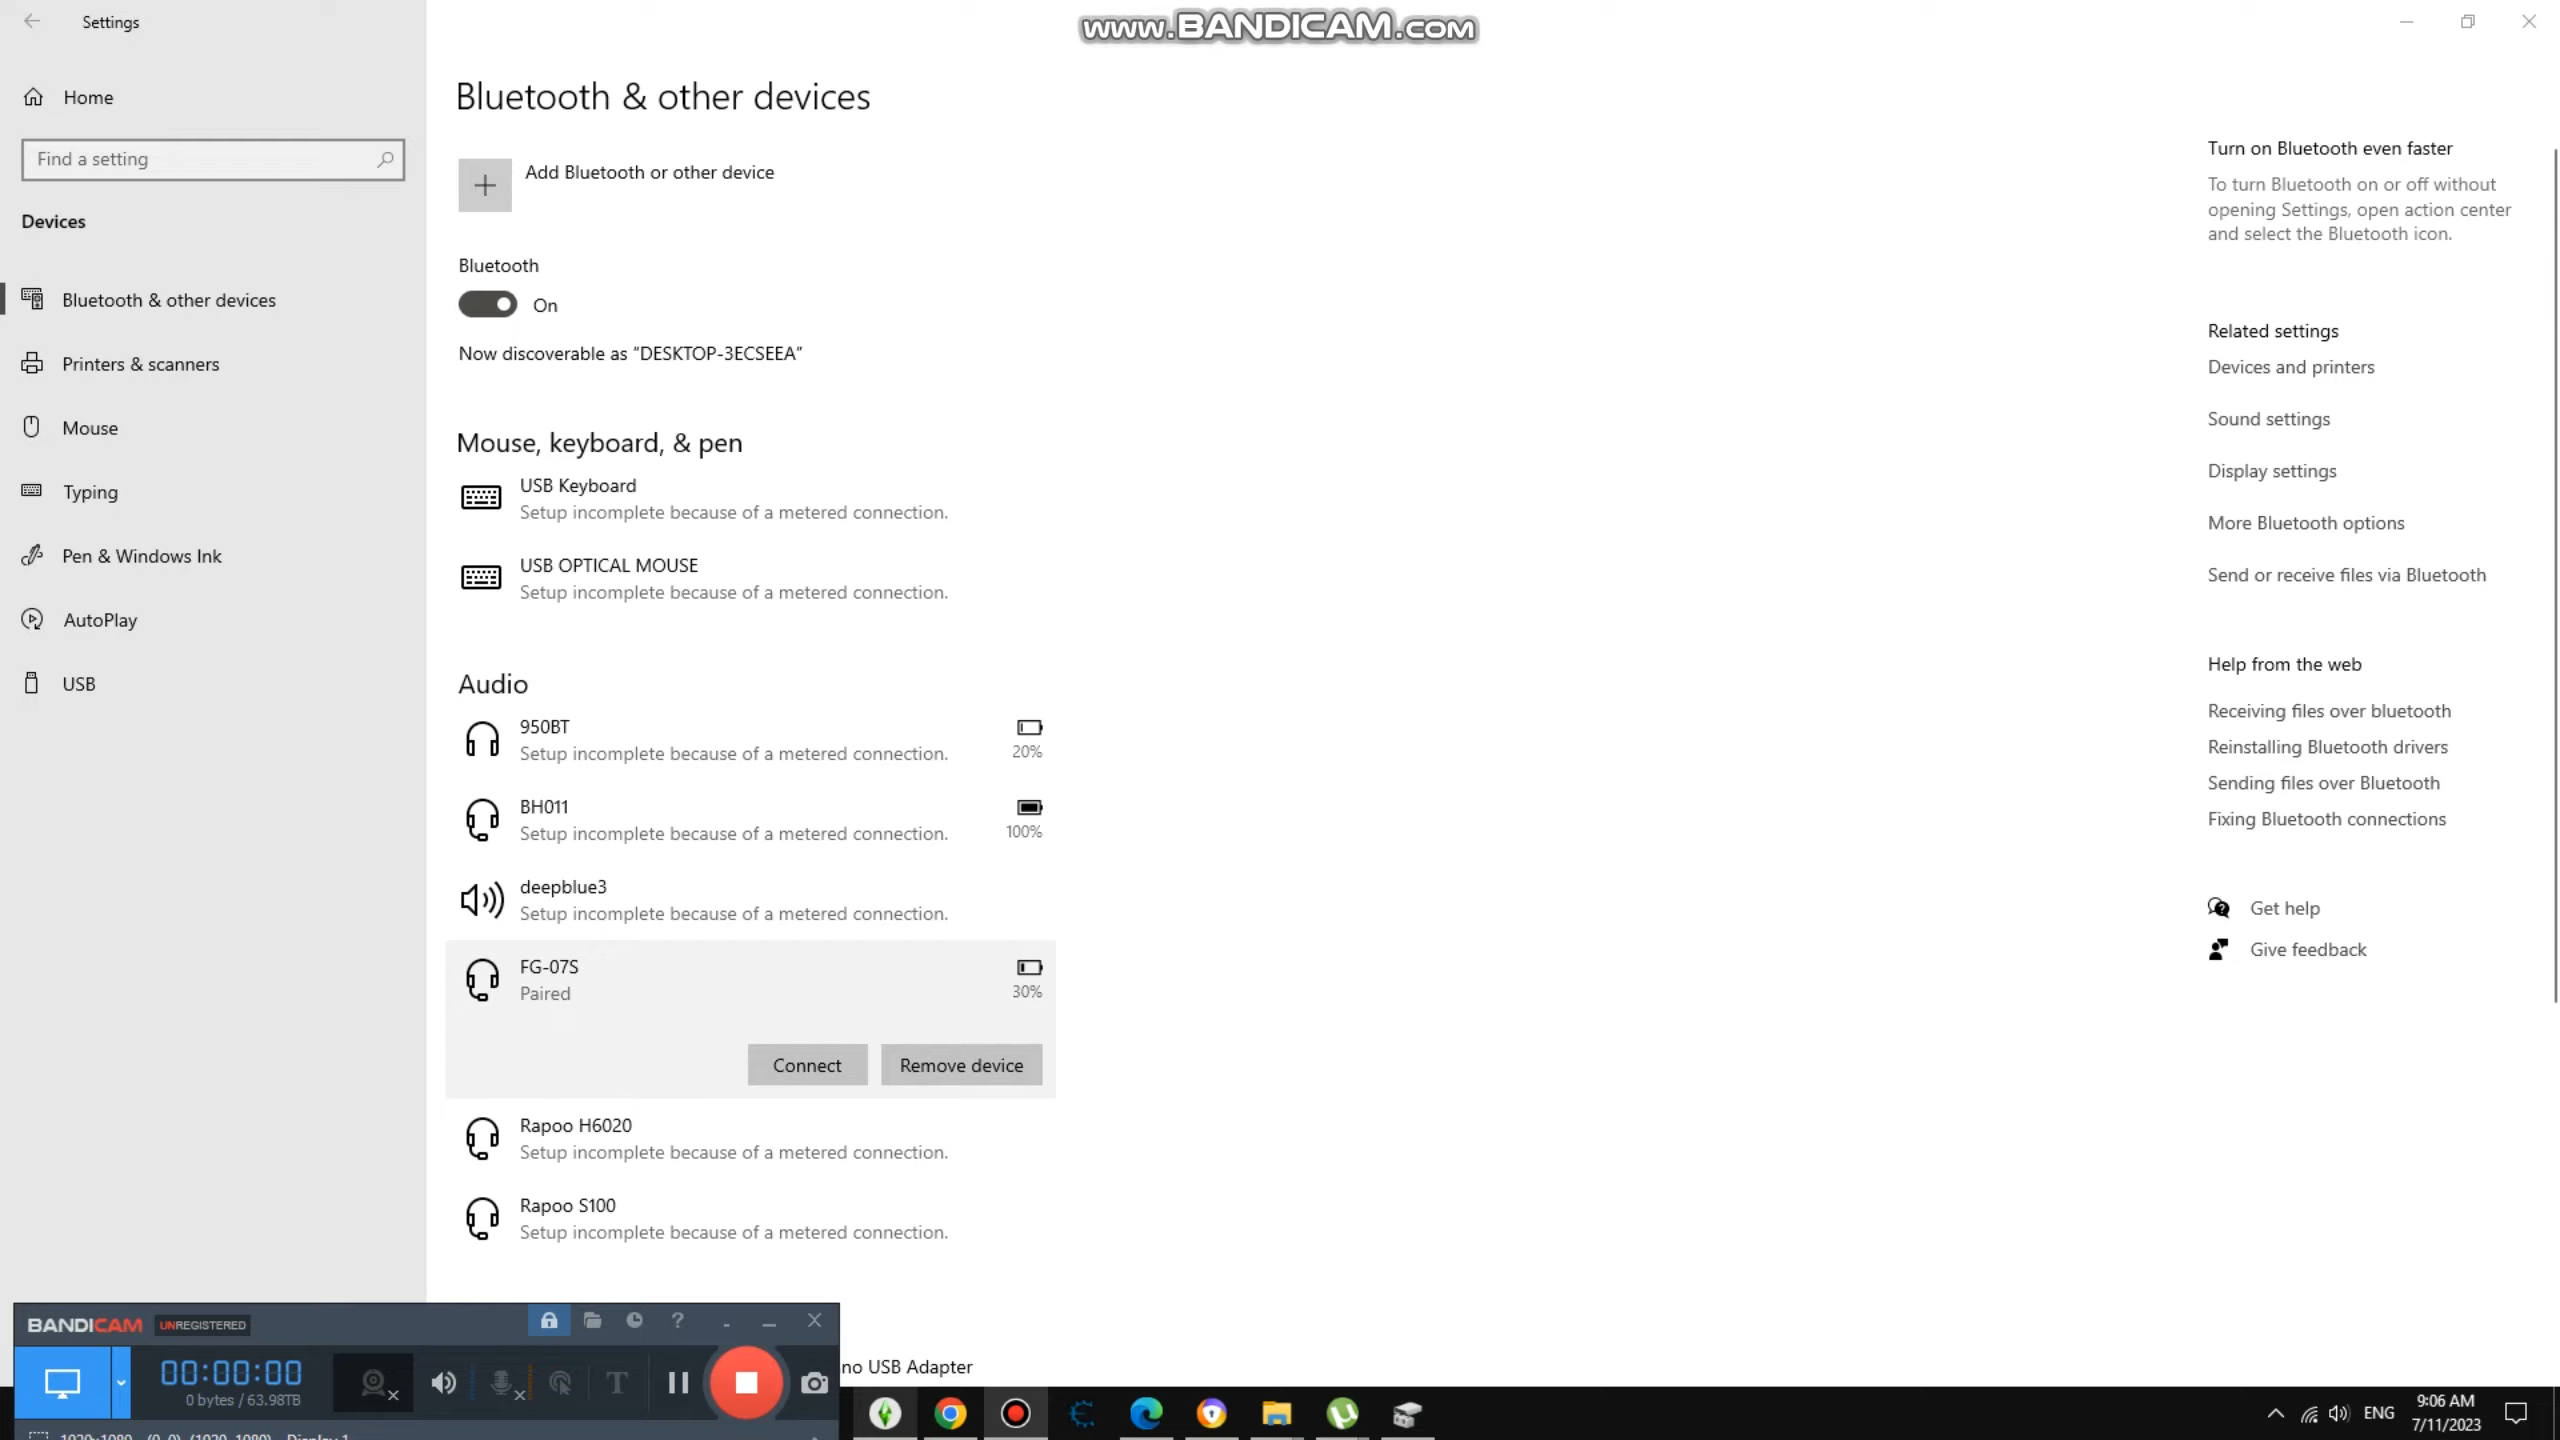 Settings
www.BANDICAM.com
Home
Find a setting
Devices
Bluetooth & other devices
Printers & scanners
Mouse
Typing
Pen & Windows Ink
AutoPlay
USB
Bluetooth & other devices
Add Bluetooth or other device
Bluetooth
On
Now discoverable as “DESKTOP-3ECSEEA”
Mouse, keyboard, & pen
USB Keyboard
Setup incomplete because of a metered connection.
USB OPTICAL MOUSE
Setup incomplete because of a metered connection.
Audio
950BT
Setup incomplete because of a metered connection.
20%
BH011
Setup incomplete because of a metered connection.
100%
deepblue3
Setup incomplete because of a metered connection.
FG-07S
Paired
30%
Connect
Remove device
Rapoo H6020
Setup incomplete because of a metered connection.
Rapoo S100
Setup incomplete because of a metered connection.
no USB Adapter
Turn on Bluetooth even faster
To turn Bluetooth on or off without
opening Settings, open action center
and select the Bluetooth icon.
Related settings
Devices and printers
Sound settings
Display settings
More Bluetooth options
Send or receive files via Bluetooth
Help from the web
Receiving files over bluetooth
Reinstalling Bluetooth drivers
Sending files over Bluetooth
Fixing Bluetooth connections
Get help
Give feedback
BANDICAM UNREGISTERED
00:00:00
0 bytes / 63.98TB
T
ENG
9:06 AM
7/11/2023